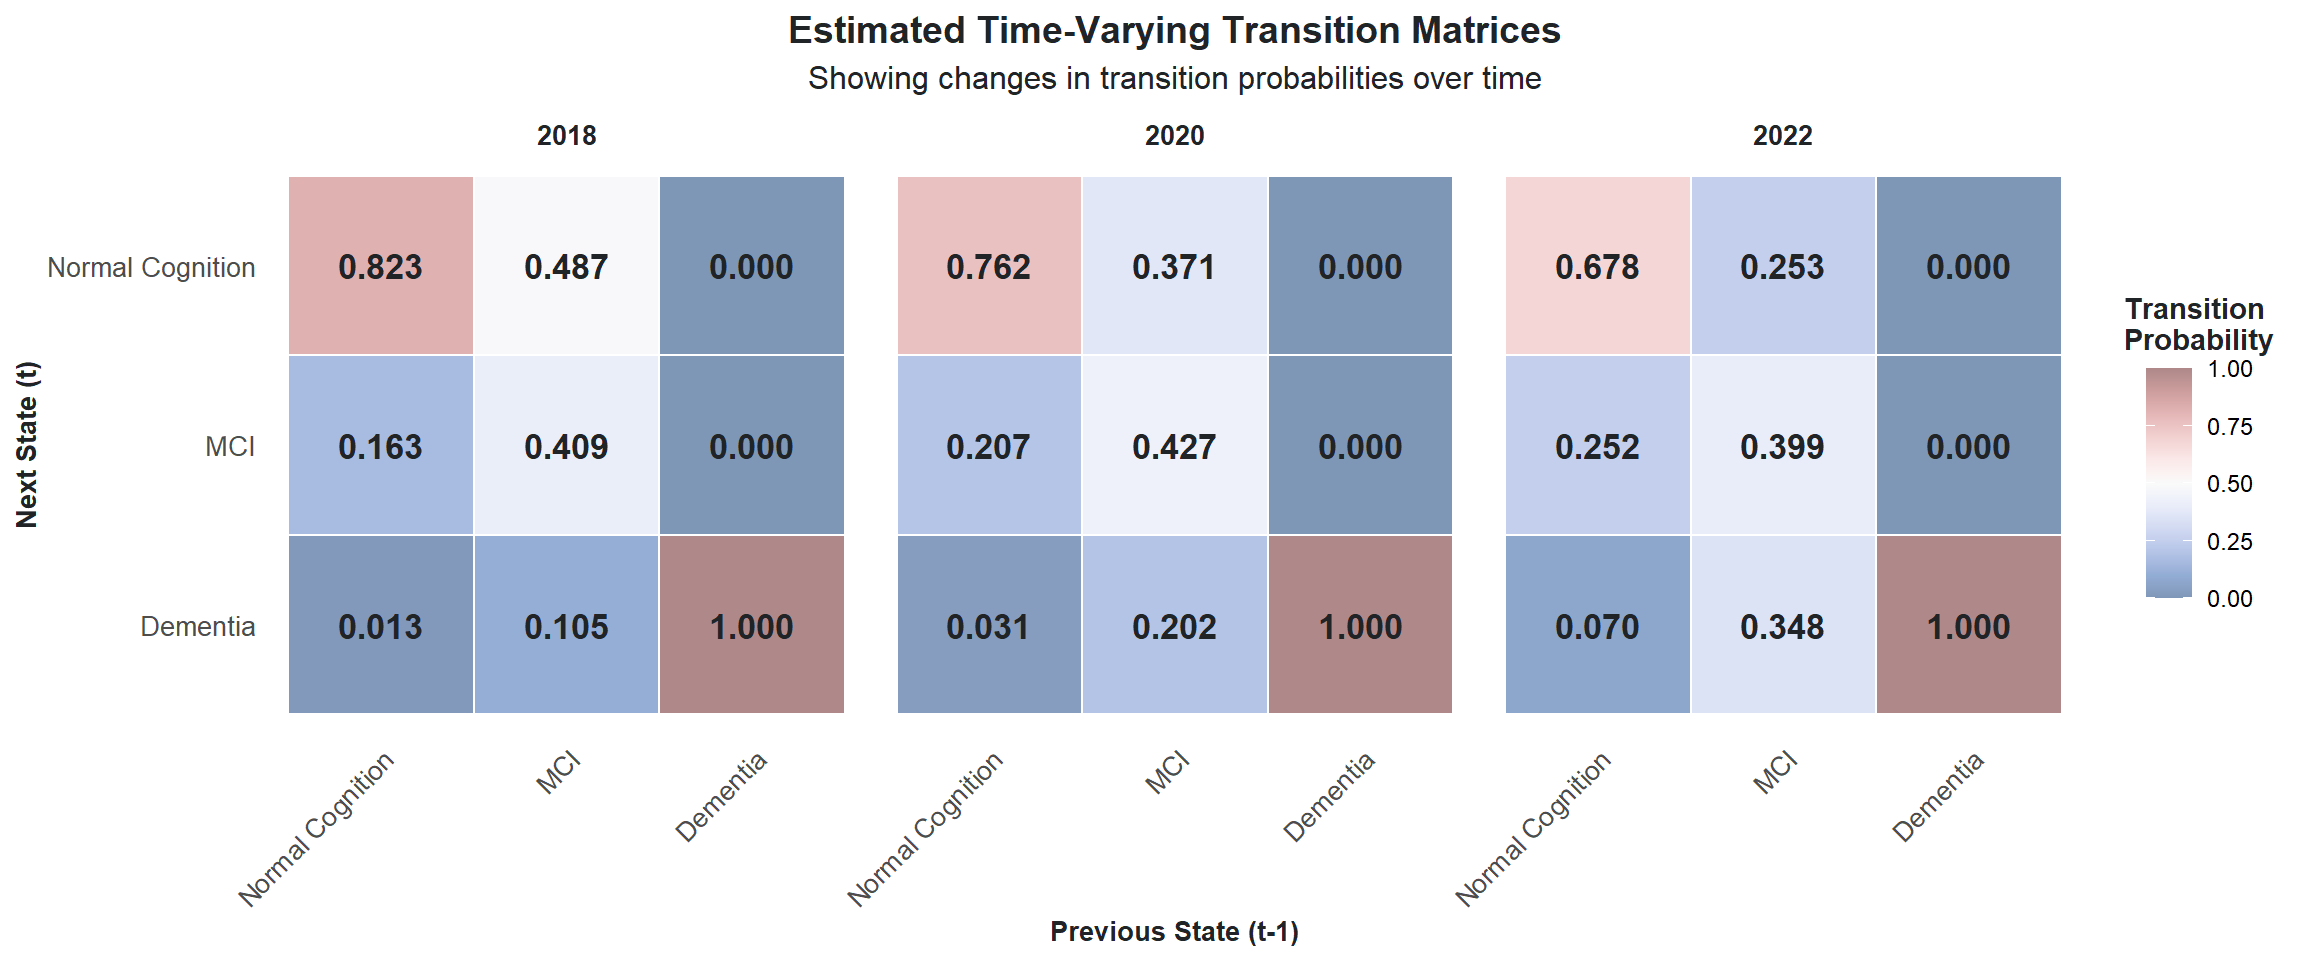 Estimated Time-Varying Transition Matrices
Showing changes in transition probabilities over time
2018 2020 2022
Next State (t)
Normal Cognition 0.823 0.487 0.000 0.762 0.371 0.000 0.678 0.253 0.000
MCI 0.163 0.409 0.000 0.207 0.427 0.000 0.252 0.399 0.000
Dementia 0.013 0.105 1.000 0.031 0.202 1.000 0.070 0.348 1.000
Normal Cognition MCI Dementia Normal Cognition MCI Dementia Normal Cognition MCI Dementia
Previous State (t-1)
Transition
Probability
1.00
0.75
0.50
0.25
0.00